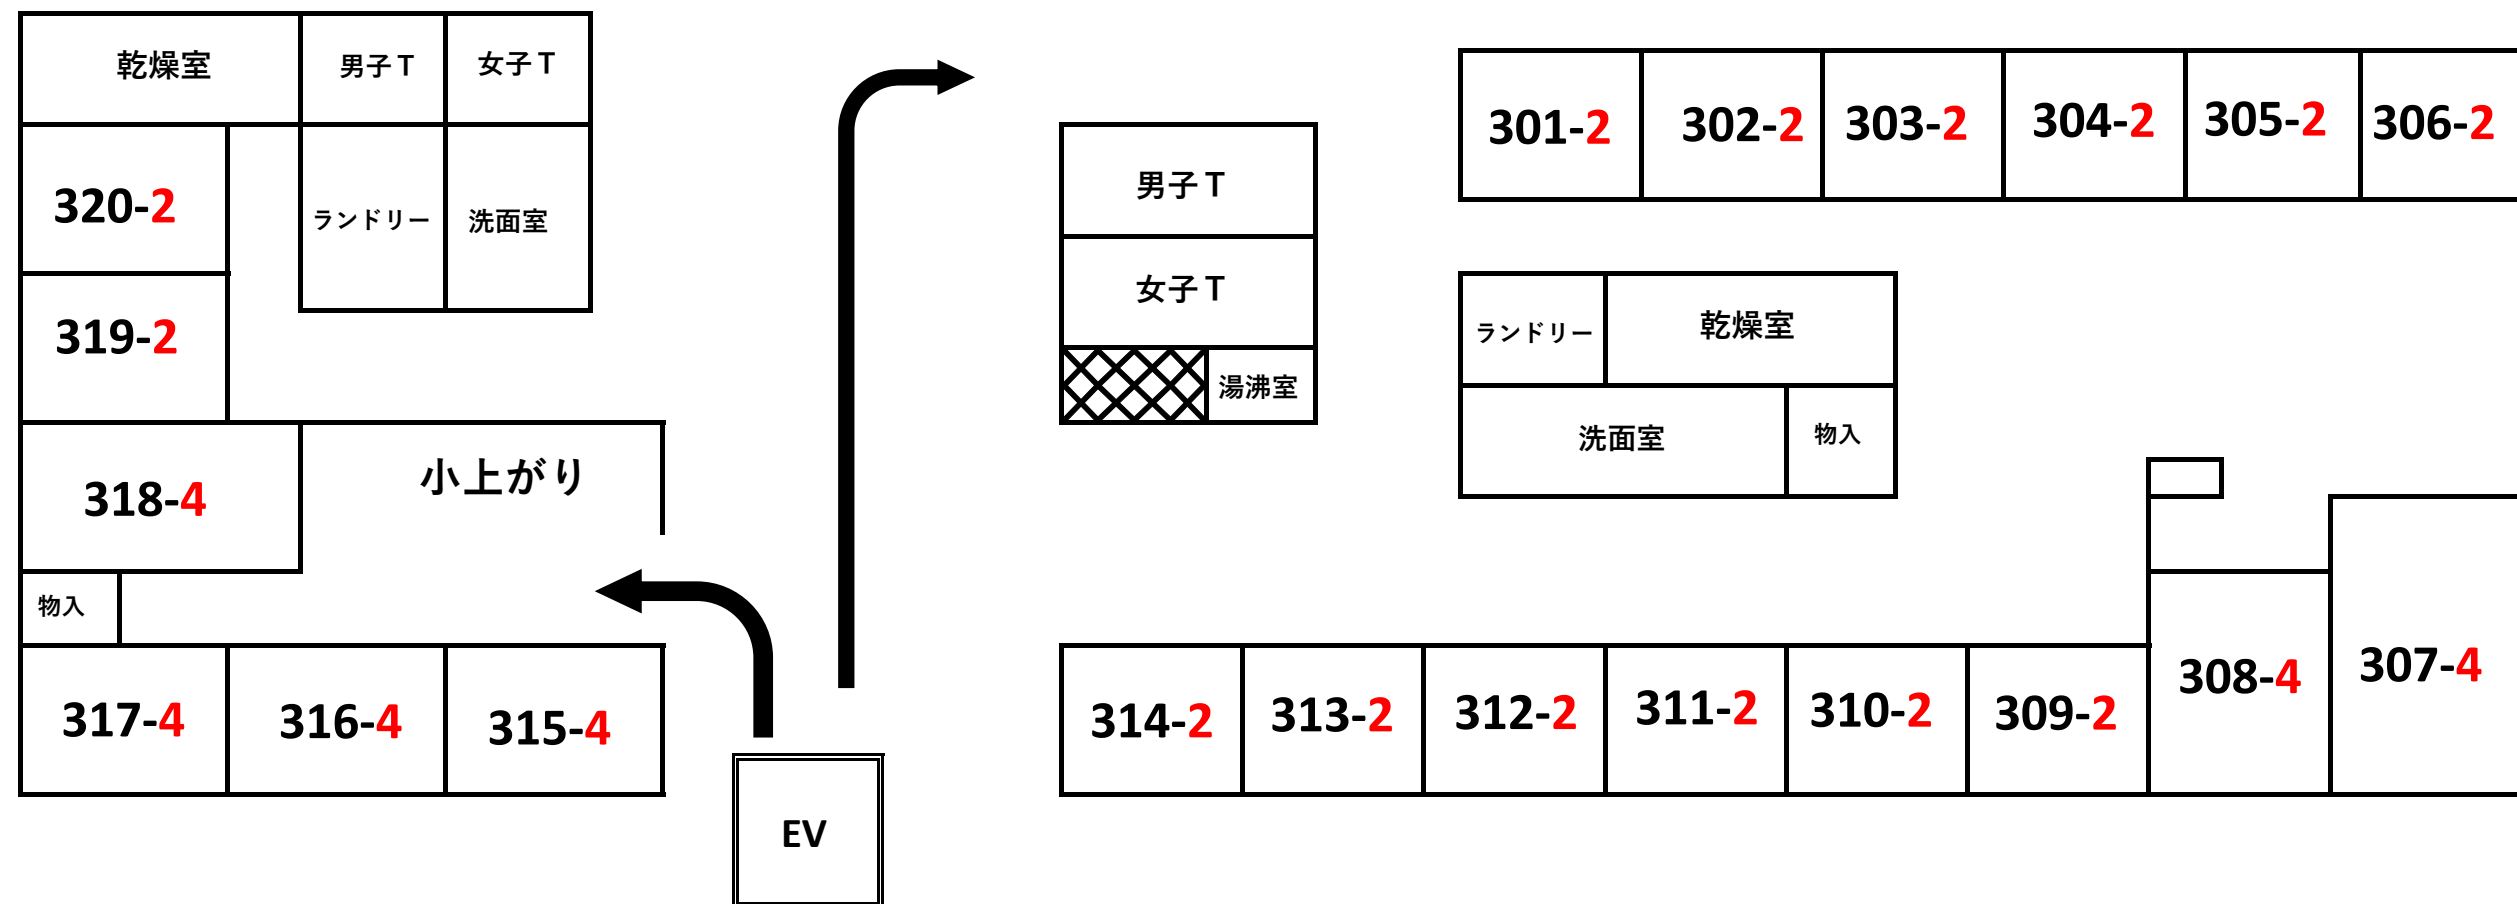 乾燥室
男子T
女子T
320-2
ランドリー
洗面室
319-2
318-4
小上がり
物入
317-4
316-4
315-4
EV
男子T
女子T
湯沸室
301-2
302-2
303-2
304-2
305-2
306-2
ランドリー
乾燥室
洗面室
物入
314-2
313-2
312-2
311-2
310-2
309-2
308-4
307-4